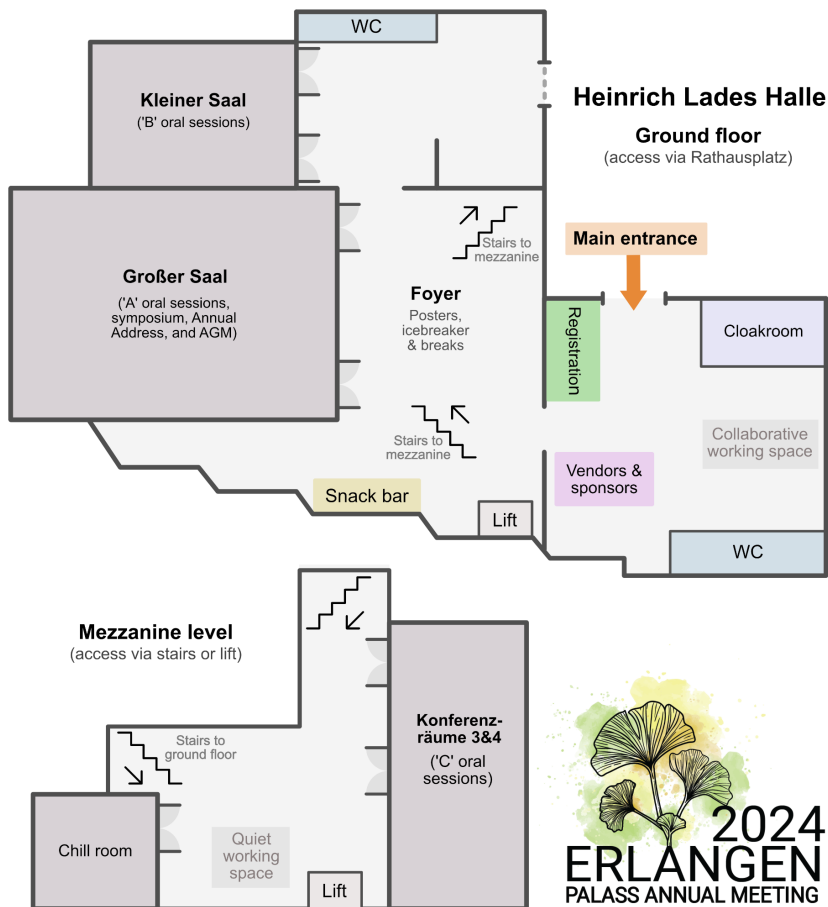 WC
Kleiner Saal
('B' oral sessions)
Heinrich Lades Halle
Ground floor
(access via Rathausplatz)
Stairs to
mezzanine
Main entrance
Großer Saal
('A' oral sessions,
symposium, Annual
Address, and AGM)
Foyer
Posters,
icebreaker
& breaks
Registration
Cloakroom
Stairs to
mezzanine
Collaborative
working space
Vendors &
sponsors
Snack bar
Lift
WC
Mezzanine level
(access via stairs or lift)
Stairs to
ground floor
Konferenz-
räume 3&4
('C' oral
sessions)
Chill room
Quiet
working
space
Lift
2024
ERLANGEN
PALASS ANNUAL MEETING